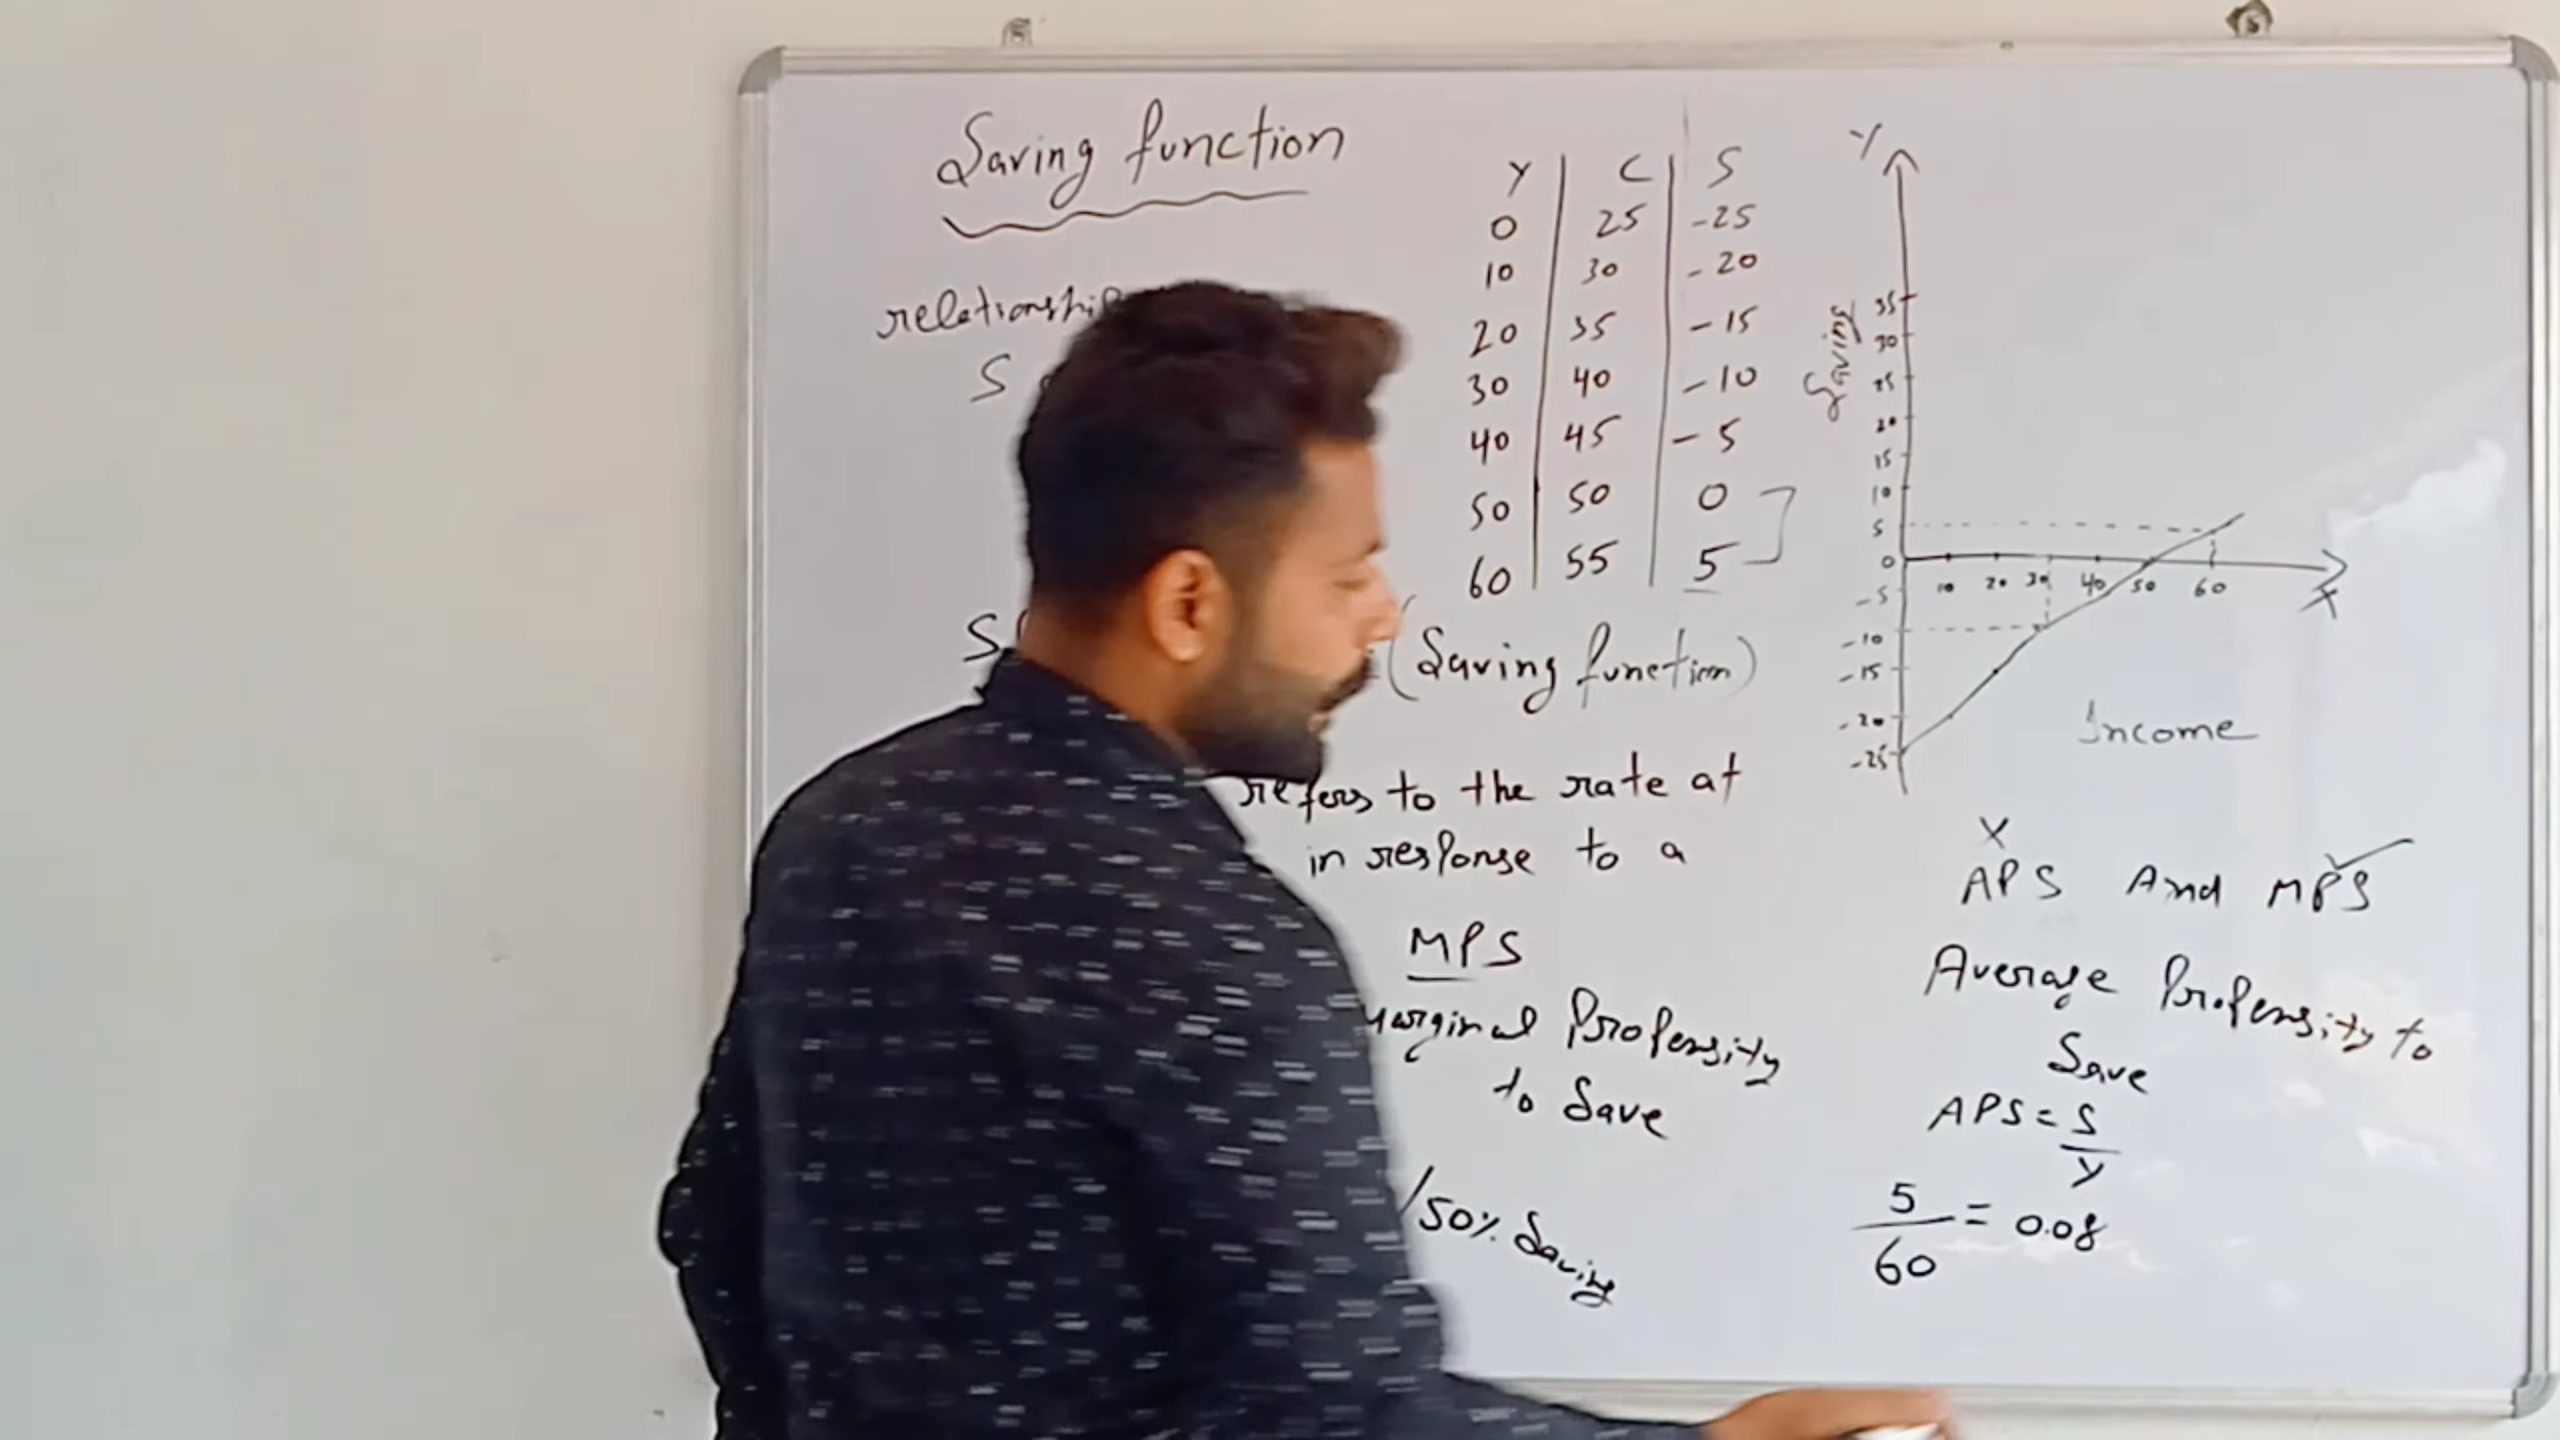 Saving function
relationship
S
S
(Saving function)
refers to the rate at
in response to a
MPS
Marginal Propensity
to Save
/50% Saving
Y | C | S
0 | 25 | -25
10 | 30 | -20
20 | 35 | -15
30 | 40 | -10
40 | 45 | -5
50 | 50 | 0
60 | 55 | 5
Y
Saving
35
30
25
20
15
10
5
0
-5
-10
-15
-20
-25
10 20 30 40 50 60
X
Income
X
APS And MPS
Average Propensity to
Save
APS = S
Y
5 = 0.08
60